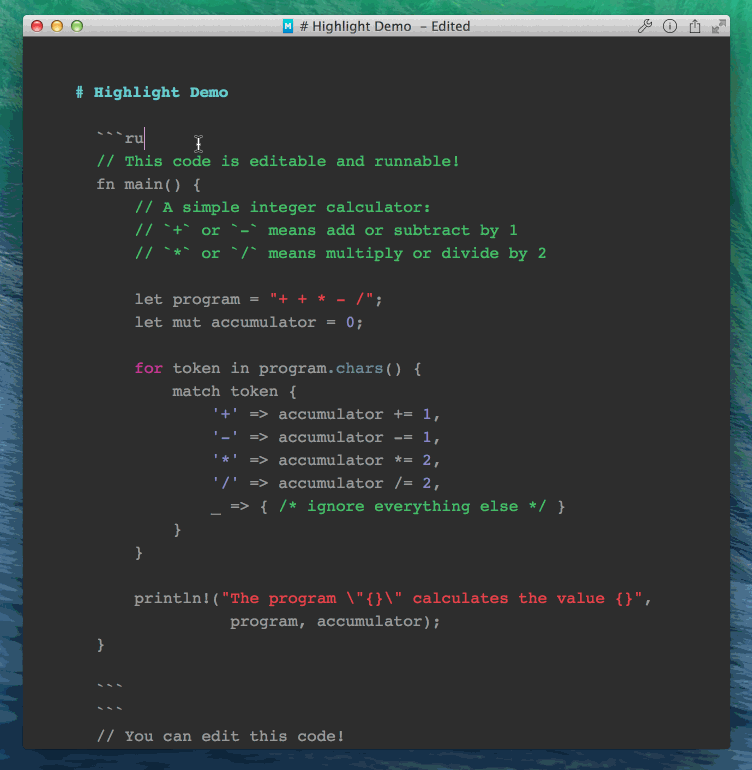 # Highlight Demo – Edited
# Highlight Demo
```ru
// This code is editable and runnable!
fn main() {
    // A simple integer calculator:
    // `+` or `-` means add or subtract by 1
    // `*` or `/` means multiply or divide by 2

    let program = "+ + * - /";
    let mut accumulator = 0;

    for token in program.chars() {
        match token {
            '+' => accumulator += 1,
            '-' => accumulator -= 1,
            '*' => accumulator *= 2,
            '/' => accumulator /= 2,
            _ => { /* ignore everything else */ }
        }
    }

    println!("The program \"{}\" calculates the value {}",
              program, accumulator);
}

```
```
// You can edit this code!